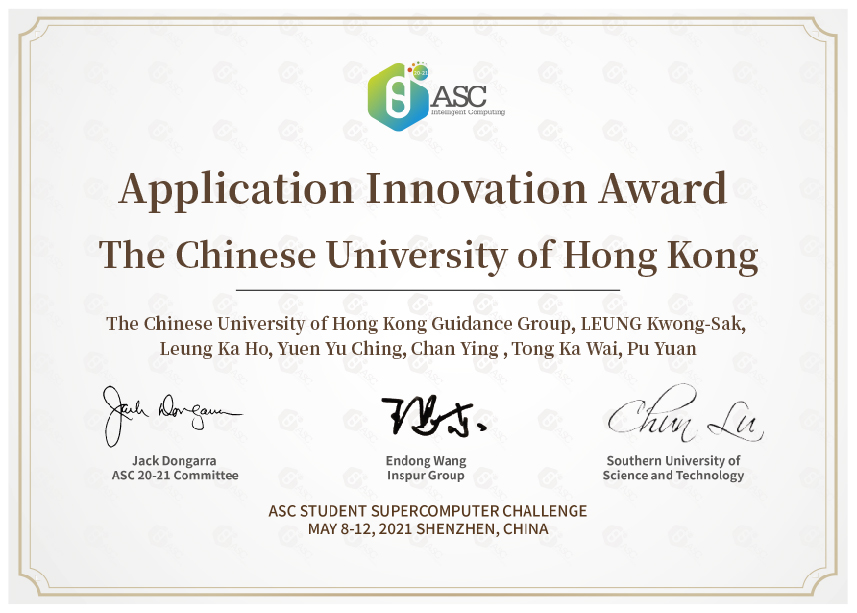 20-21
ASC
Intelligent Computing
Application Innovation Award
The Chinese University of Hong Kong
The Chinese University of Hong Kong Guidance Group, LEUNG Kwong-Sak,
Leung Ka Ho, Yuen Yu Ching, Chan Ying , Tong Ka Wai, Pu Yuan
Jack Dongarra
Chun Lu
Jack Dongarra
ASC 20-21 Committee
Endong Wang
Inspur Group
Southern University of
Science and Technology
ASC STUDENT SUPERCOMPUTER CHALLENGE
MAY 8-12, 2021 SHENZHEN, CHINA